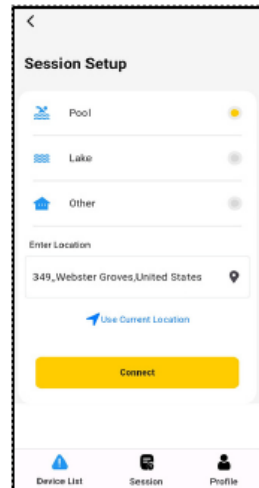 Session Setup
Pool
Lake
Other
Enter Location
349,,Webster Groves,United States
Use Current Location
Connect
Device List
Session
Profile